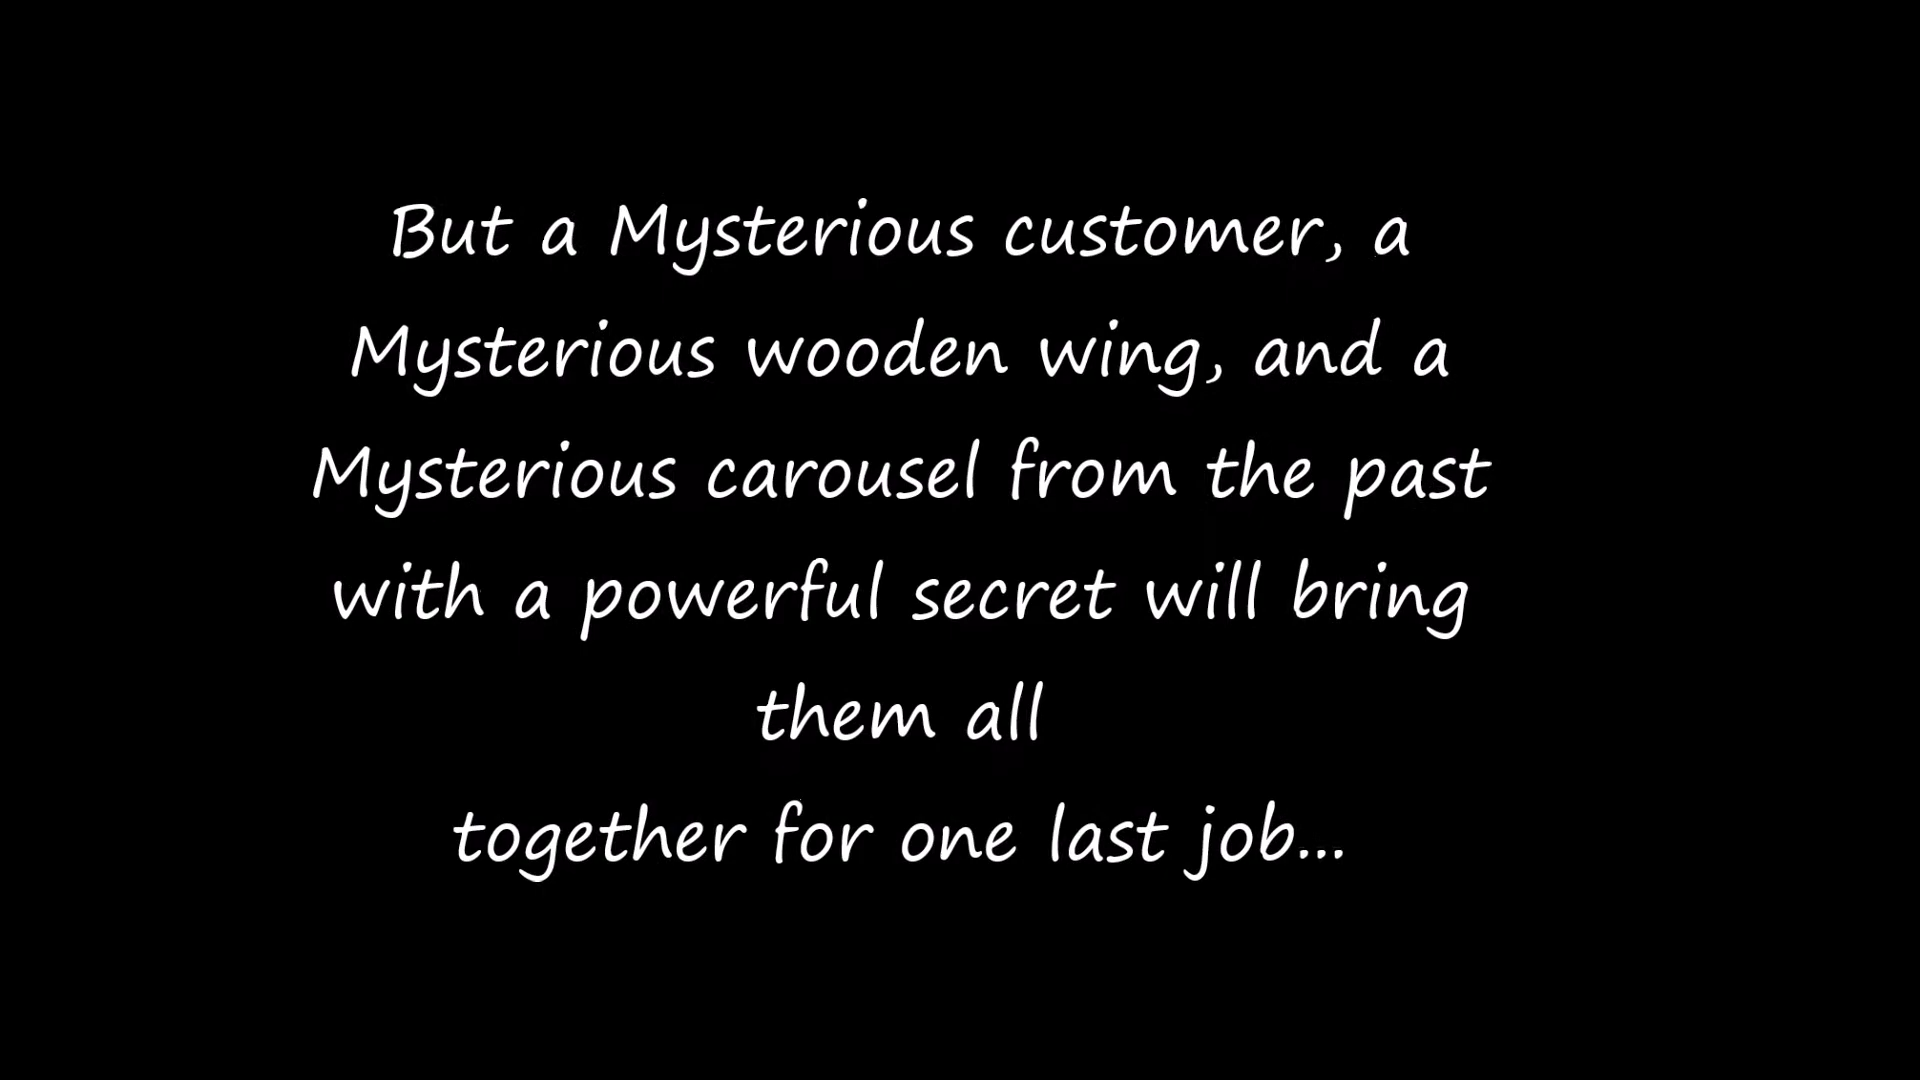 But a Mysterious customer, a
Mysterious wooden wing, and a
Mysterious carousel from the past
with a powerful secret will bring
them all
together for one last job...